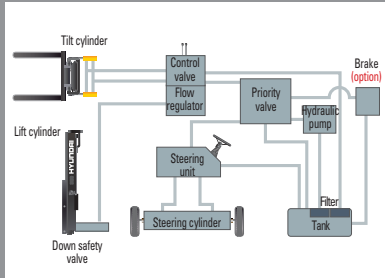 Tilt cylinder
Control
valve
Flow
regulator
Priority
valve
Brake
(option)
Hydraulic
pump
Lift cylinder
HYUNDAI
Steering
unit
Filter
Tank
Steering cylinder
Down safety
valve